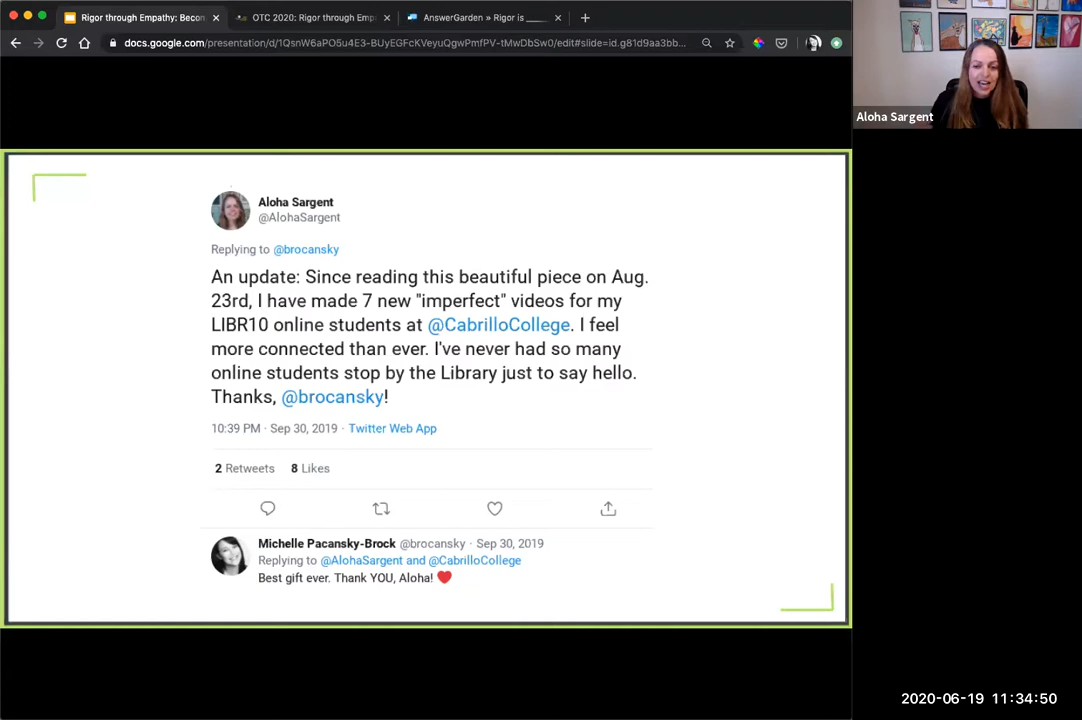 Rigor through Empathy: Becon
OTC 2020: Rigor through Emp
AnswerGarden » Rigor is ____
docs.google.com/presentation/d/1QsnW6aPO5u4E3-BUyEGFcKVeyuQgwPmfPV-tMwDbSw0/edit#slide=id.g81d9aa3bb...
Aloha Sargent
Aloha Sargent
@AlohaSargent
Replying to @brocansky
An update: Since reading this beautiful piece on Aug.
23rd, I have made 7 new "imperfect" videos for my
LIBR10 online students at @CabrilloCollege. I feel
more connected than ever. I've never had so many
online students stop by the Library just to say hello.
Thanks, @brocansky!
10:39 PM · Sep 30, 2019 · Twitter Web App
2 Retweets 8 Likes
Michelle Pacansky-Brock @brocansky · Sep 30, 2019
Replying to @AlohaSargent and @CabrilloCollege
Best gift ever. Thank YOU, Aloha! ❤️
2020-06-19 11:34:50